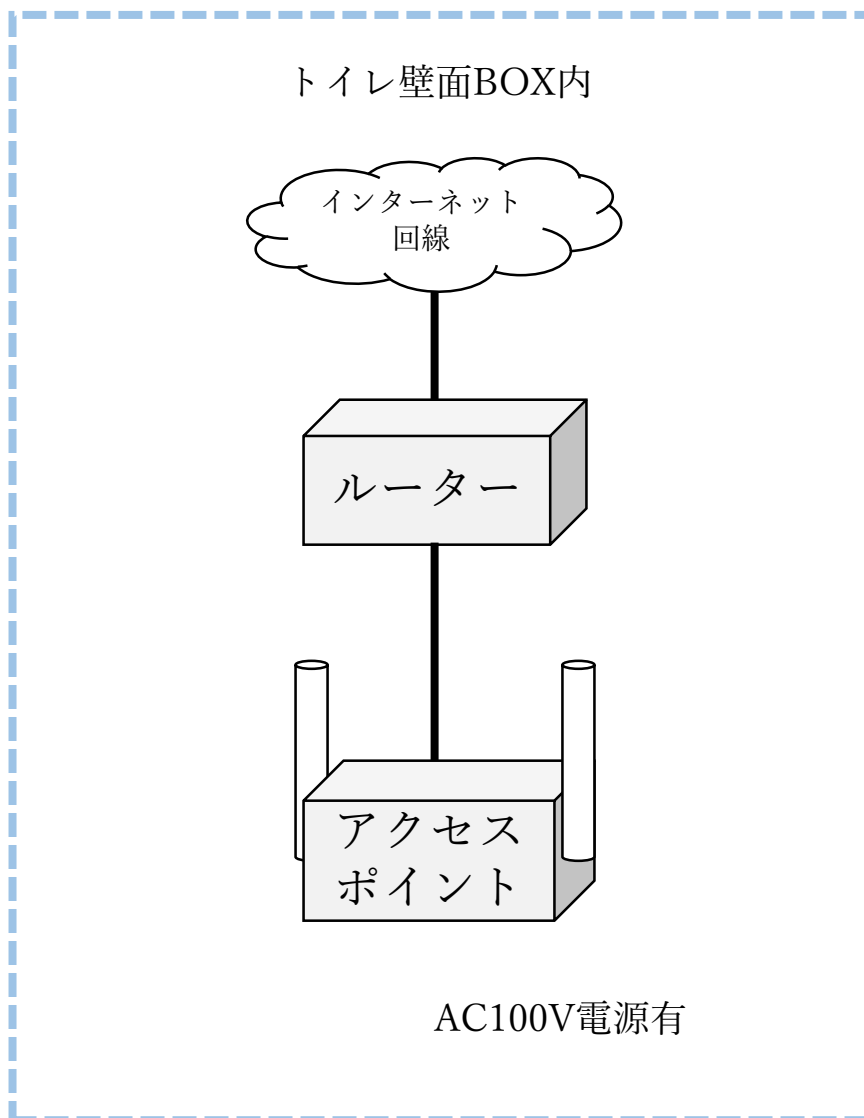 トイレ壁面BOX内
インターネット
回線
ルーター
アクセス
ポイント
AC100V電源有